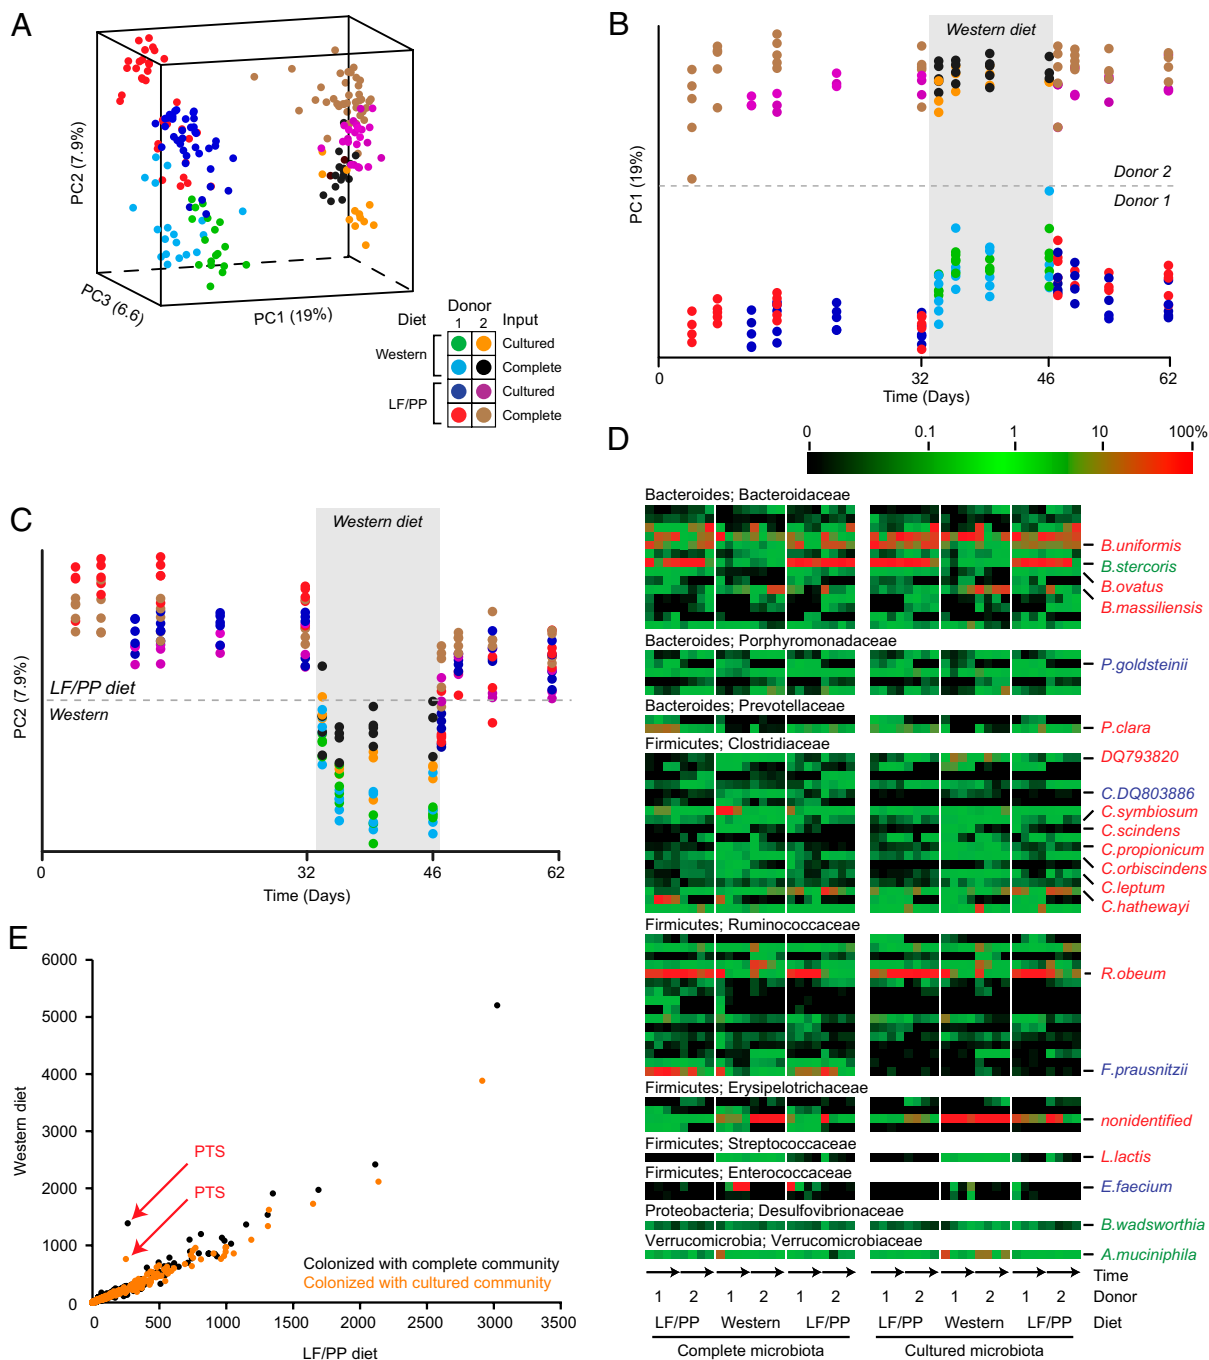 A
PC2 (7.9%)
PC3 (6.6)
PC1 (19%)
Donor
Diet 1 2 Input
Western
Cultured
Complete
LF/PP
Cultured
Complete
B
Western diet
PC1 (19%)
Donor 2
Donor 1
0 32 46 62
Time (Days)
C
Western diet
PC2 (7.9%)
LF/PP diet
Western
0 32 46 62
Time (Days)
D
0 0.1 1 10 100%
Bacteroides; Bacteroidaceae
B.uniformis
B.stercoris
B.ovatus
B.massiliensis
Bacteroides; Porphyromonadaceae
P.goldsteinii
Bacteroides; Prevotellaceae
P.clara
Firmicutes; Clostridiaceae
DQ793820
C.DQ803886
C.symbiosum
C.scindens
C.propionicum
C.orbiscindens
C.leptum
C.hathewayi
Firmicutes; Ruminococcaceae
R.obeum
F.prausnitzii
Firmicutes; Erysipelotrichaceae
nonidentified
Firmicutes; Streptococcaceae
L.lactis
Firmicutes; Enterococcaceae
E.faecium
Proteobacteria; Desulfovibrionaceae
B.wadsworthia
Verrucomicrobia; Verrucomicrobiaceae
A.muciniphila
Time
1 2 1 2 1 2 1 2 1 2 1 2 Donor
LF/PP Western LF/PP LF/PP Western LF/PP Diet
Complete microbiota Cultured microbiota
E
6000
5000
4000
3000
2000
1000
0
Western diet
PTS
PTS
Colonized with complete community
Colonized with cultured community
0 500 1000 1500 2000 2500 3000 3500
LF/PP diet